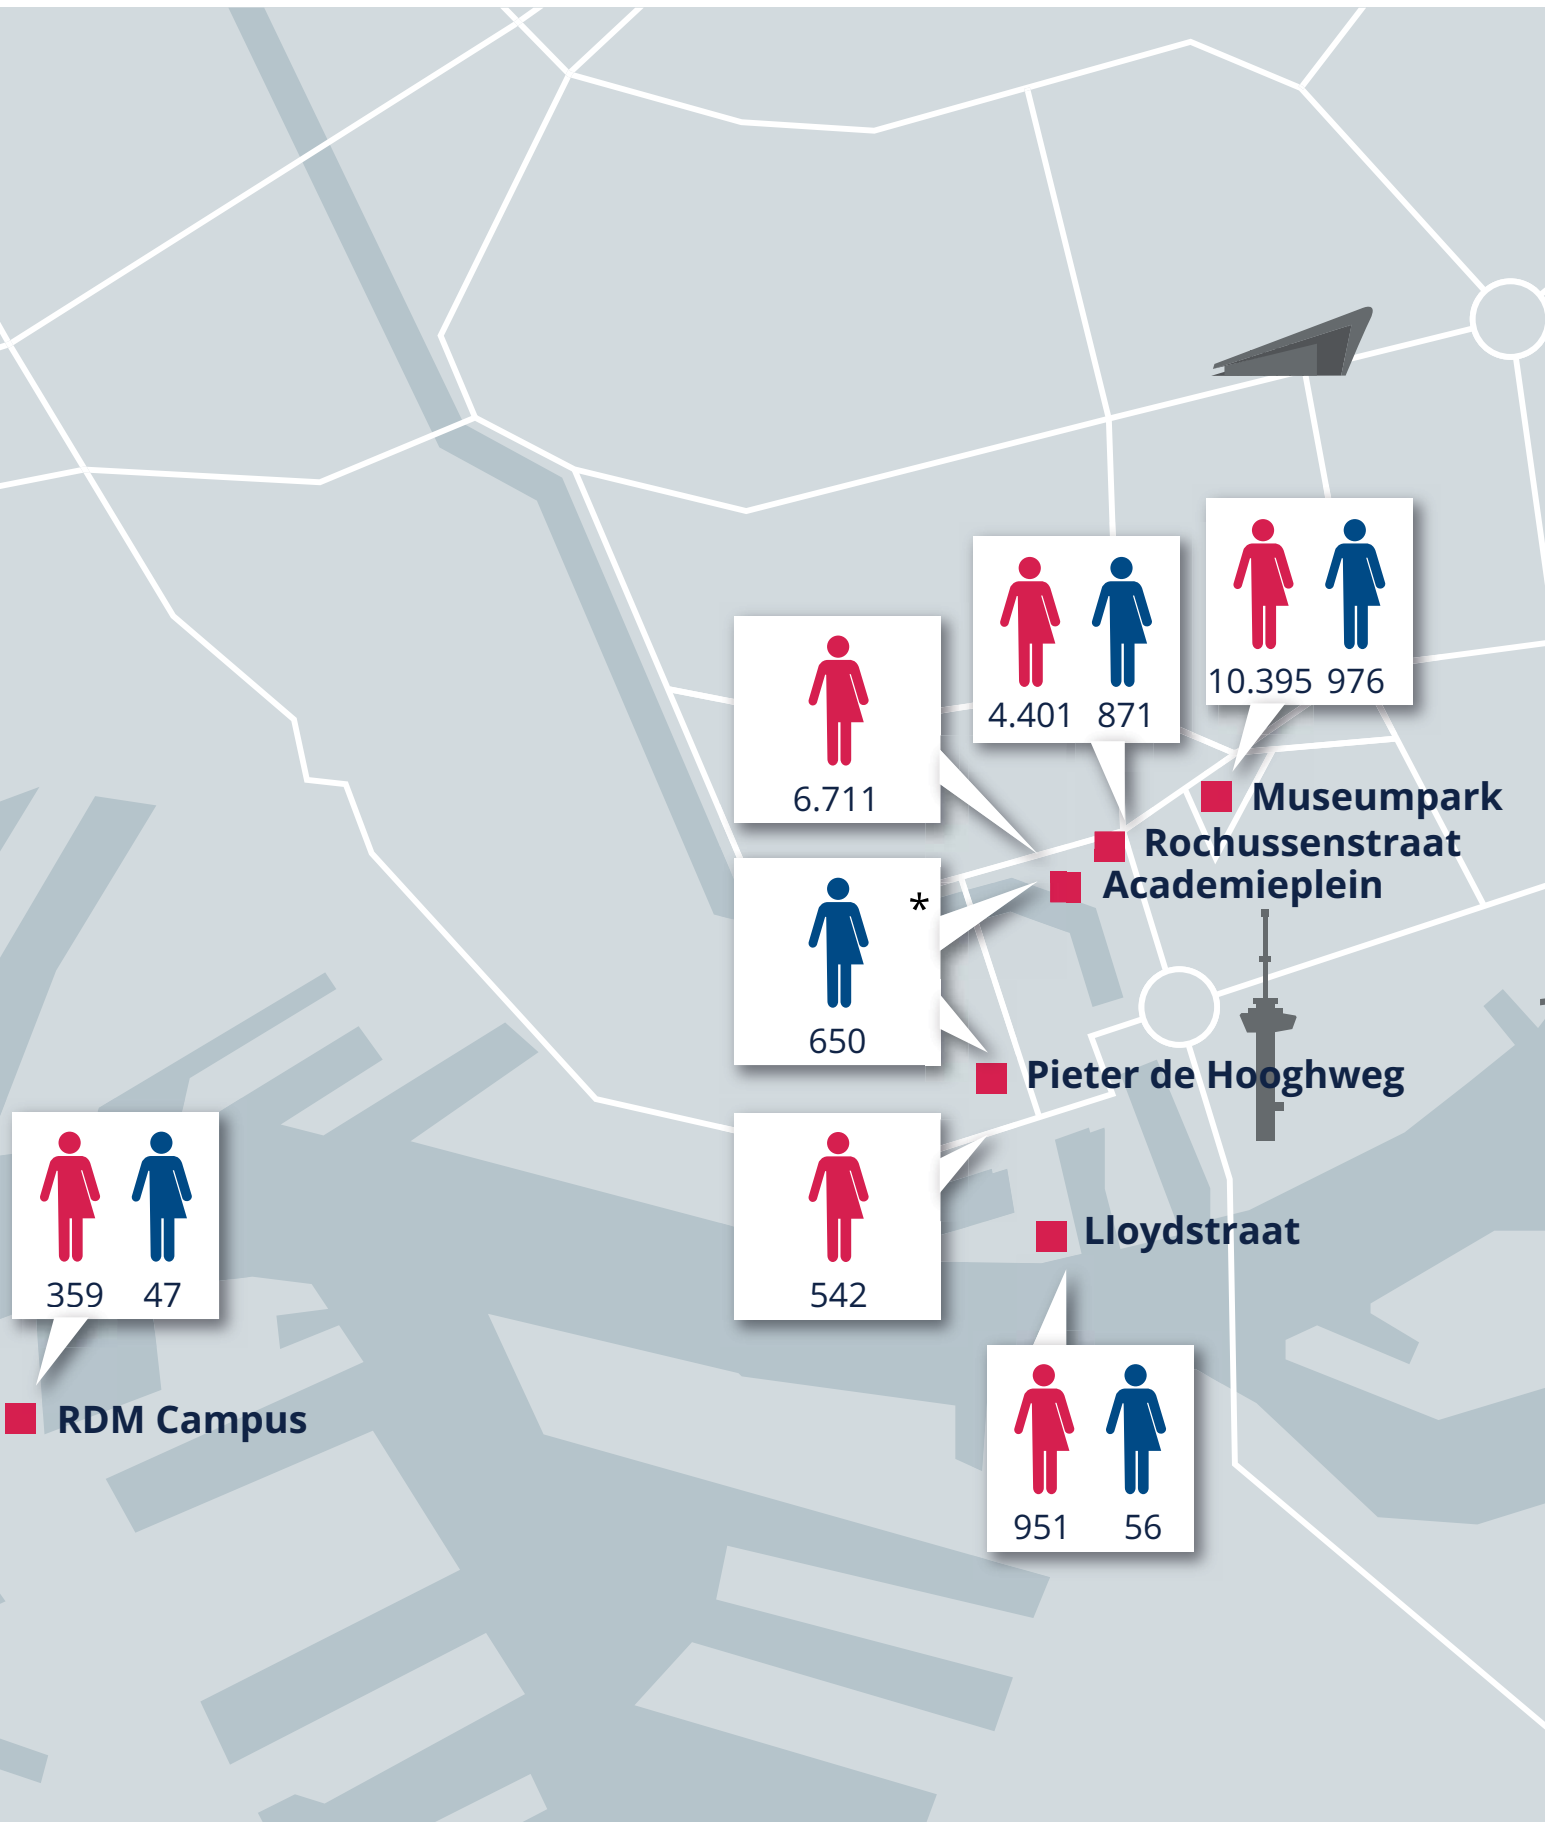 10.395 976
4.401 871
6.711
Museumpark
Rochussenstraat
Academieplein
*
650
Pieter de Hooghweg
542
Lloydstraat
359 47
RDM Campus
951 56